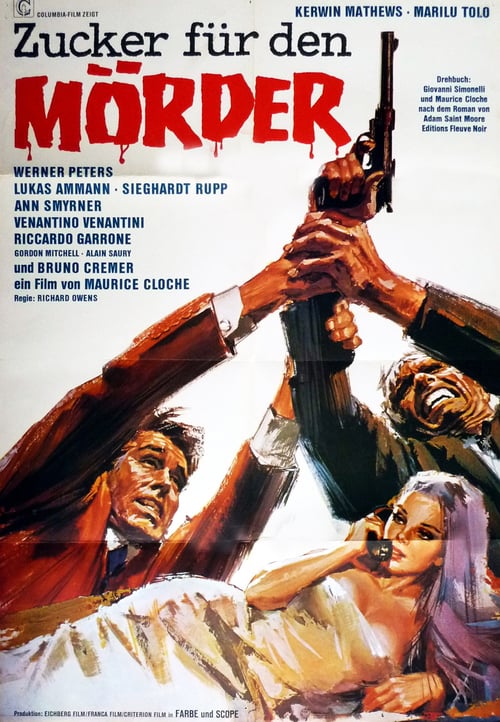 COLUMBIA-FILM ZEIGT
KERWIN MATHEWS - MARILU TOLO
Zucker für den
MÖRDER
Drehbuch:
Giovanni Simonelli
und Maurice Cloche
nach dem Roman von
Adam Saint Moore
Editions Fleuve Noir
WERNER PETERS
LUKAS AMMANN · SIEGHARDT RUPP
ANN SMYRNER
VENANTINO VENANTINI
RICCARDO GARRONE
GORDON MITCHELL · ALAIN SAURY
und BRUNO CREMER
ein Film von MAURICE CLOCHE
Regie: RICHARD OWENS
Produktion: EICHBERG FILM/FRANCA FILM/CRITERION FILM in FARBE und SCOPE